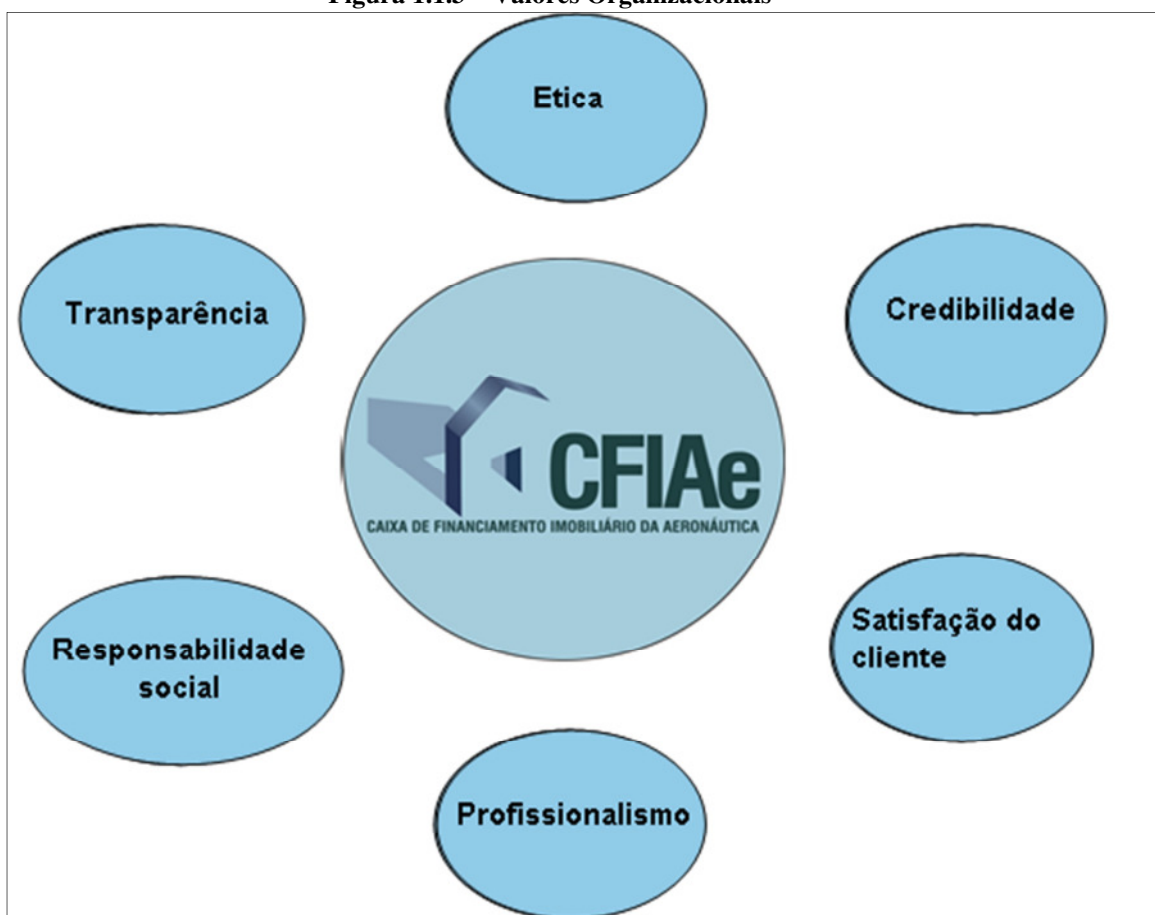 Figura 1.1.3 – Valores Organizacionais
Etica
Transparência
Credibilidade
CFIAe
CAIXA DE FINANCIAMENTO IMOBILIÁRIO DA AERONÁUTICA
Responsabilidade
social
Satisfação do
cliente
Profissionalismo